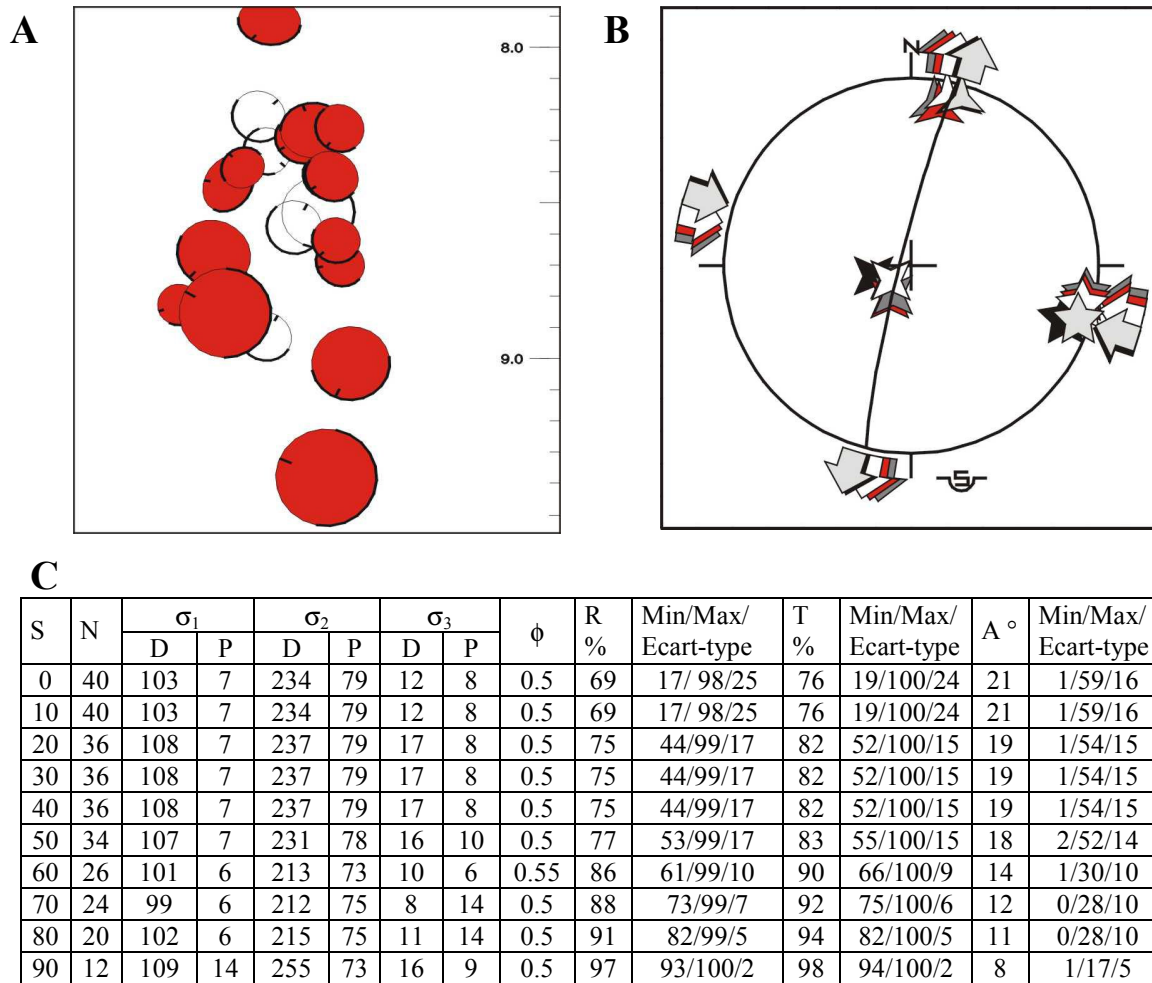 A
8.0
9.0
B
N
S
C
S N σ1 σ2 σ3 ϕ R % Min/Max/ Ecart-type T % Min/Max/ Ecart-type A ° Min/Max/ Ecart-type
D P D P D P
0 40 103 7 234 79 12 8 0.5 69 17/ 98/25 76 19/100/24 21 1/59/16
10 40 103 7 234 79 12 8 0.5 69 17/ 98/25 76 19/100/24 21 1/59/16
20 36 108 7 237 79 17 8 0.5 75 44/99/17 82 52/100/15 19 1/54/15
30 36 108 7 237 79 17 8 0.5 75 44/99/17 82 52/100/15 19 1/54/15
40 36 108 7 237 79 17 8 0.5 75 44/99/17 82 52/100/15 19 1/54/15
50 34 107 7 231 78 16 10 0.5 77 53/99/17 83 55/100/15 18 2/52/14
60 26 101 6 213 73 10 6 0.55 86 61/99/10 90 66/100/9 14 1/30/10
70 24 99 6 212 75 8 14 0.5 88 73/99/7 92 75/100/6 12 0/28/10
80 20 102 6 215 75 11 14 0.5 91 82/99/5 94 82/100/5 11 0/28/10
90 12 109 14 255 73 16 9 0.5 97 93/100/2 98 94/100/2 8 1/17/5